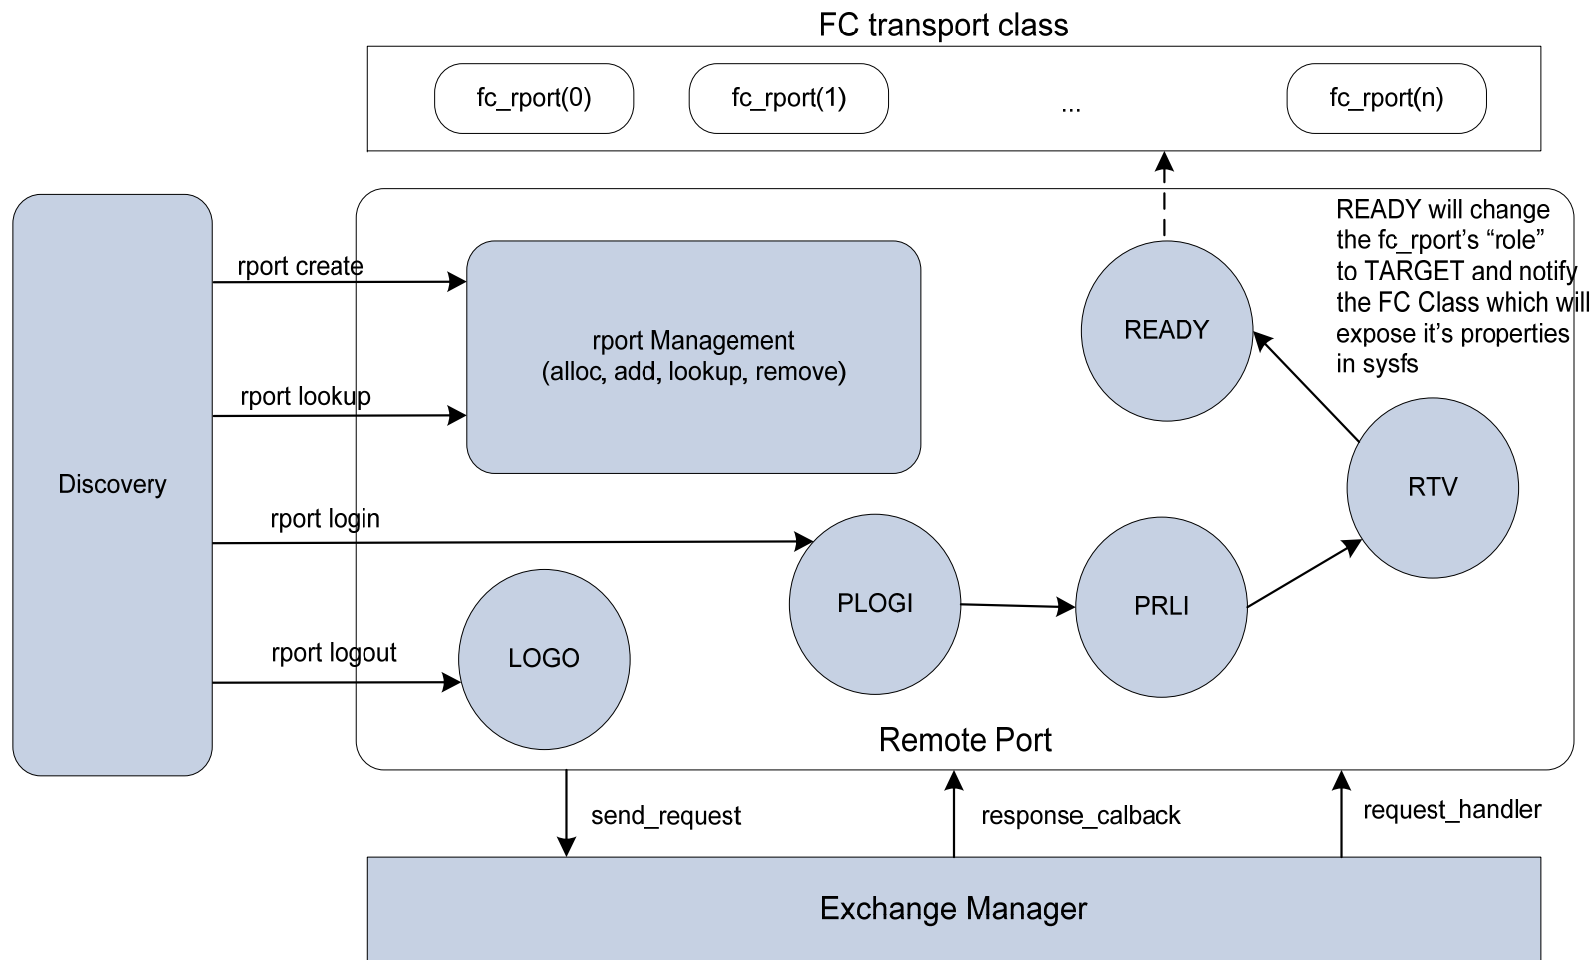 FC transport class
fc_rport(0)
fc_rport(1)
...
fc_rport(n)
READY will change
the fc_rport’s “role”
to TARGET and notify
the FC Class which will
expose it’s properties
in sysfs
rport create
rport Management
(alloc, add, lookup, remove)
READY
rport lookup
Discovery
RTV
rport login
PLOGI
PRLI
rport logout
LOGO
Remote Port
send_request
response_calback
request_handler
Exchange Manager